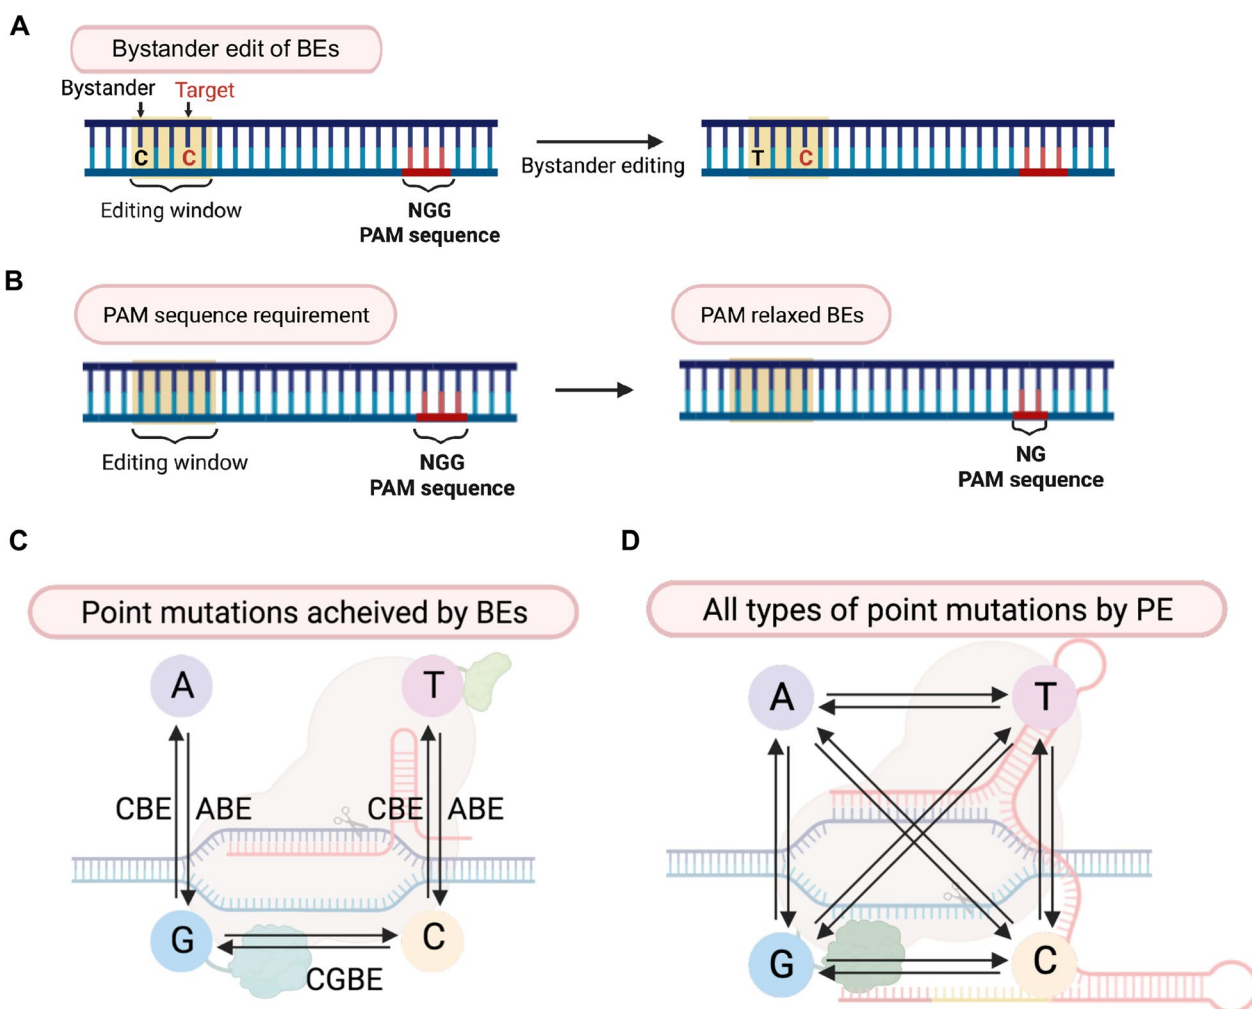 A
Bystander edit of BEs
Bystander Target
C C
Editing window
NGG
PAM sequence
Bystander editing
T C
B
PAM sequence requirement
Editing window
NGG
PAM sequence
PAM relaxed BEs
NG
PAM sequence
C
Point mutations acheived by BEs
A T
CBE ABE CBE ABE
G C
CGBE
D
All types of point mutations by PE
A T
G C